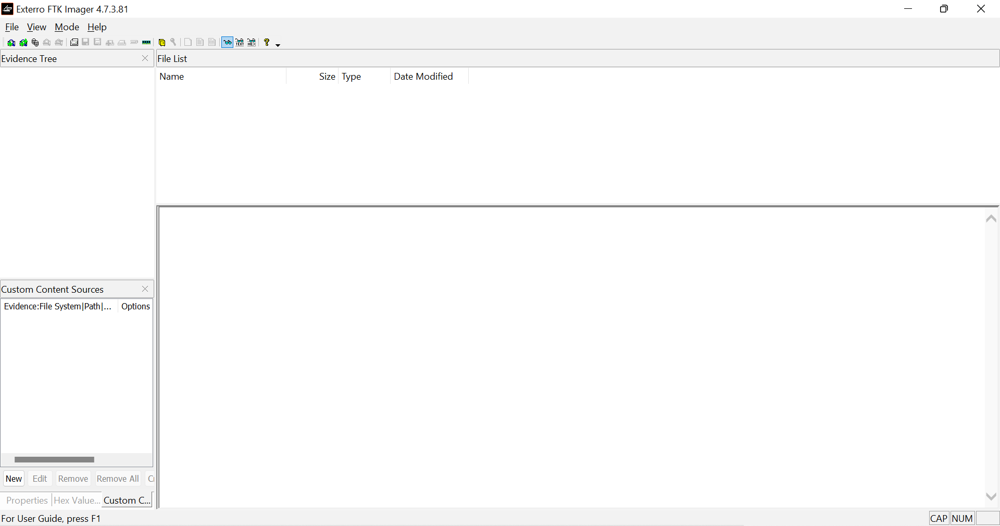 Exterro FTK Imager 4.7.3.81
File View Mode Help
TEXT HEX
Evidence Tree
File List
Name Size Type Date Modified
Custom Content Sources
Evidence:File System|Path|... Options
New Edit Remove Remove All
Properties Hex Value... Custom C...
For User Guide, press F1
CAP NUM